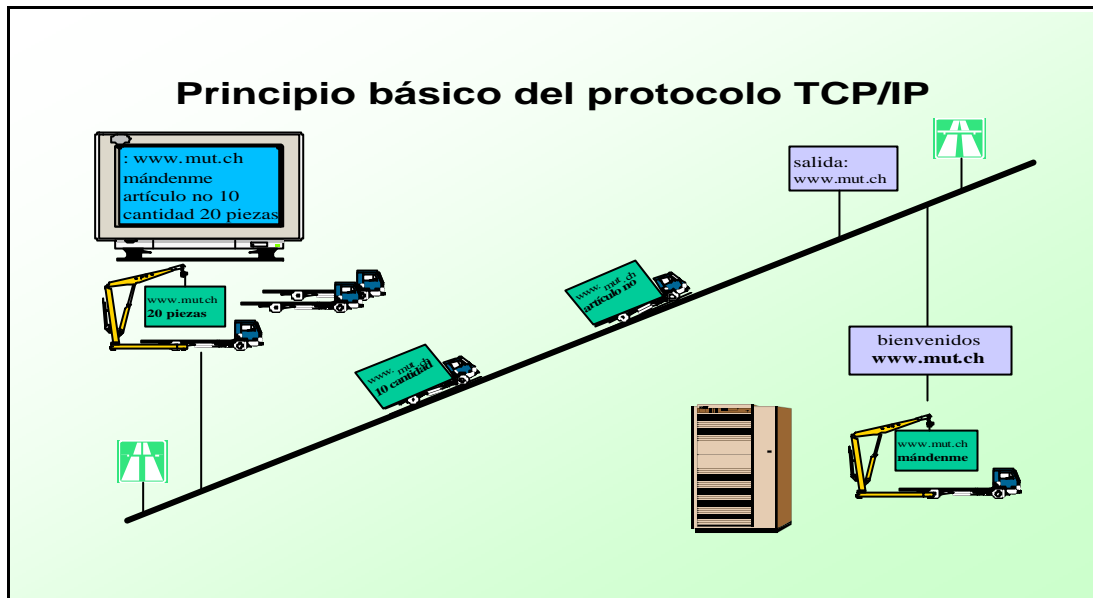 Principio básico del protocolo TCP/IP
: www.mut.ch
mándenme
artículo no 10
cantidad 20 piezas
salida:
www.mut.ch
www.mut.ch
artículo no
www.mut.ch
20 piezas
www.mut.ch
10 cantidad
bienvenidos
www.mut.ch
www.mut.ch
mándenme